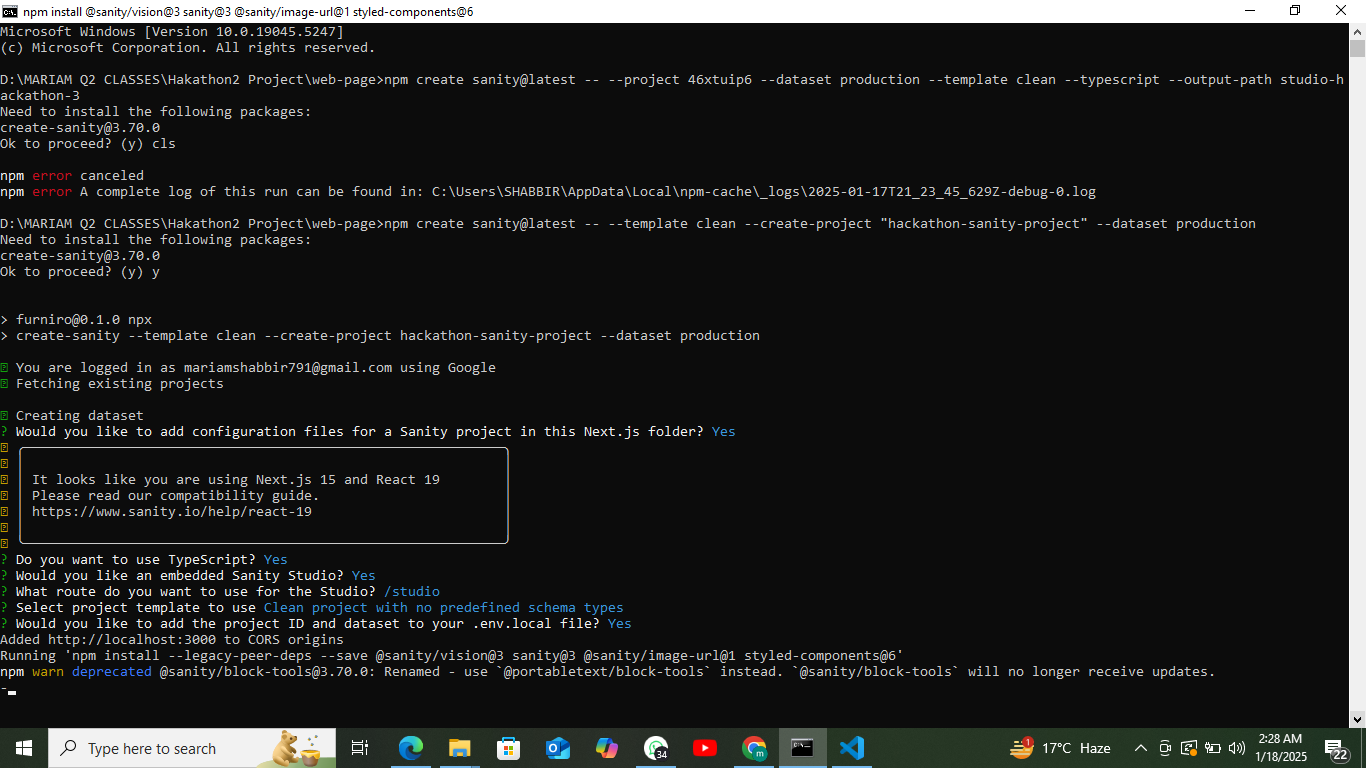 npm install @sanity/vision@3 sanity@3 @sanity/image-url@1 styled-components@6
Microsoft Windows [Version 10.0.19045.5247]
(c) Microsoft Corporation. All rights reserved.
D:\MARIAM Q2 CLASSES\Hakathon2 Project\web-page>npm create sanity@latest -- --project 46xtuip6 --dataset production --template clean --typescript --output-path studio-h
ackathon-3
Need to install the following packages:
create-sanity@3.70.0
Ok to proceed? (y) cls
npm error canceled
npm error A complete log of this run can be found in: C:\Users\SHABBIR\AppData\Local\npm-cache\_logs\2025-01-17T21_23_45_629Z-debug-0.log
D:\MARIAM Q2 CLASSES\Hakathon2 Project\web-page>npm create sanity@latest -- --template clean --create-project "hackathon-sanity-project" --dataset production
Need to install the following packages:
create-sanity@3.70.0
Ok to proceed? (y) y
> furniro@0.1.0 npx
> create-sanity --template clean --create-project hackathon-sanity-project --dataset production
You are logged in as mariamshabbir791@gmail.com using Google
Fetching existing projects
Creating dataset
? Would you like to add configuration files for a Sanity project in this Next.js folder? Yes
It looks like you are using Next.js 15 and React 19
Please read our compatibility guide.
https://www.sanity.io/help/react-19
? Do you want to use TypeScript? Yes
? Would you like an embedded Sanity Studio? Yes
? What route do you want to use for the Studio? /studio
? Select project template to use Clean project with no predefined schema types
? Would you like to add the project ID and dataset to your .env.local file? Yes
Added http://localhost:3000 to CORS origins
Running 'npm install --legacy-peer-deps --save @sanity/vision@3 sanity@3 @sanity/image-url@1 styled-components@6'
npm warn deprecated @sanity/block-tools@3.70.0: Renamed - use `@portabletext/block-tools` instead. `@sanity/block-tools` will no longer receive updates.
-
Type here to search
34
m
1
17°C Haze
2:28 AM
1/18/2025
22